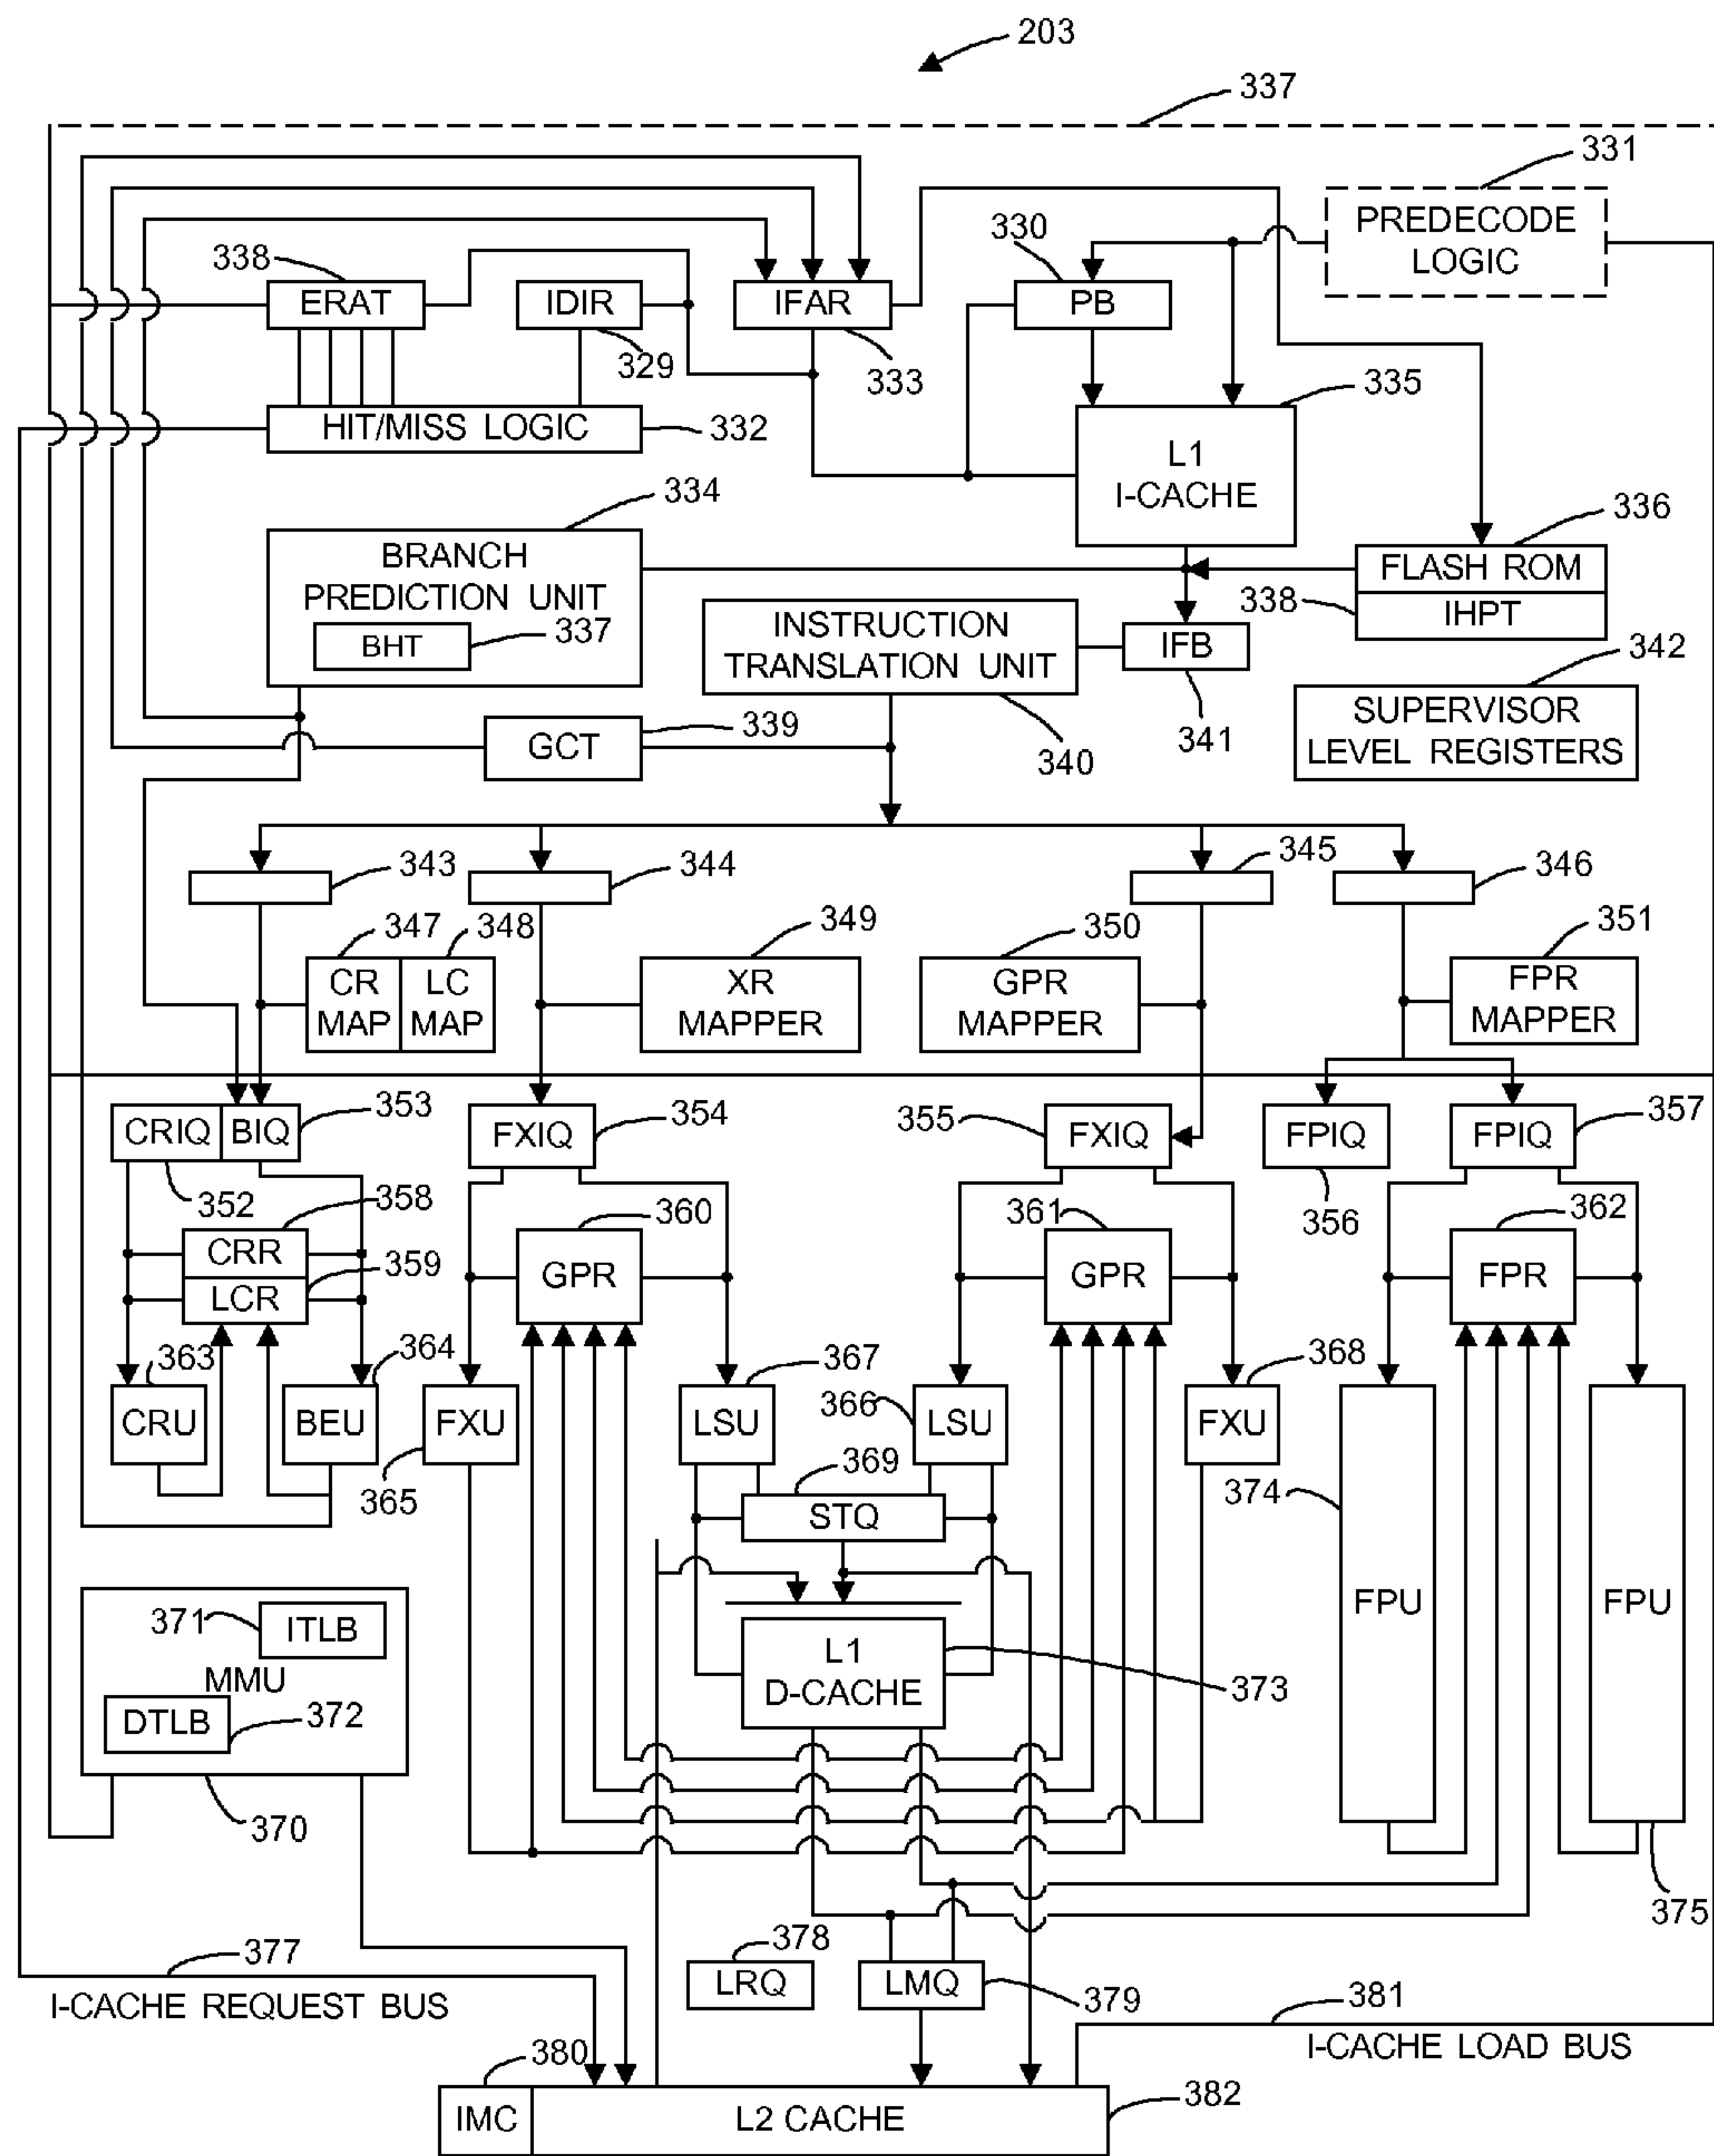 203
337
331
PREDECODE
LOGIC
330
338
ERAT
IDIR
IFAR
PB
329
333
335
HIT/MISS LOGIC
332
L1
I-CACHE
334
336
BRANCH
PREDICTION UNIT
FLASH ROM
338
IHPT
337
BHT
INSTRUCTION
TRANSLATION UNIT
IFB
342
339
GCT
340
341
SUPERVISOR
LEVEL REGISTERS
343
344
345
346
347
348
349
350
351
CR
MAP
LC
MAP
XR
MAPPER
GPR
MAPPER
FPR
MAPPER
353
354
355
357
CRIQ
BIQ
FXIQ
FXIQ
FPIQ
FPIQ
352
358
360
361
356
362
CRR
359
LCR
GPR
GPR
FPR
363
364
367
366
368
CRU
BEU
FXU
LSU
LSU
FXU
365
369
374
STQ
371
ITLB
MMU
DTLB
372
L1
D-CACHE
373
FPU
FPU
370
375
377
378
LRQ
LMQ
379
I-CACHE REQUEST BUS
381
I-CACHE LOAD BUS
380
IMC
L2 CACHE
382